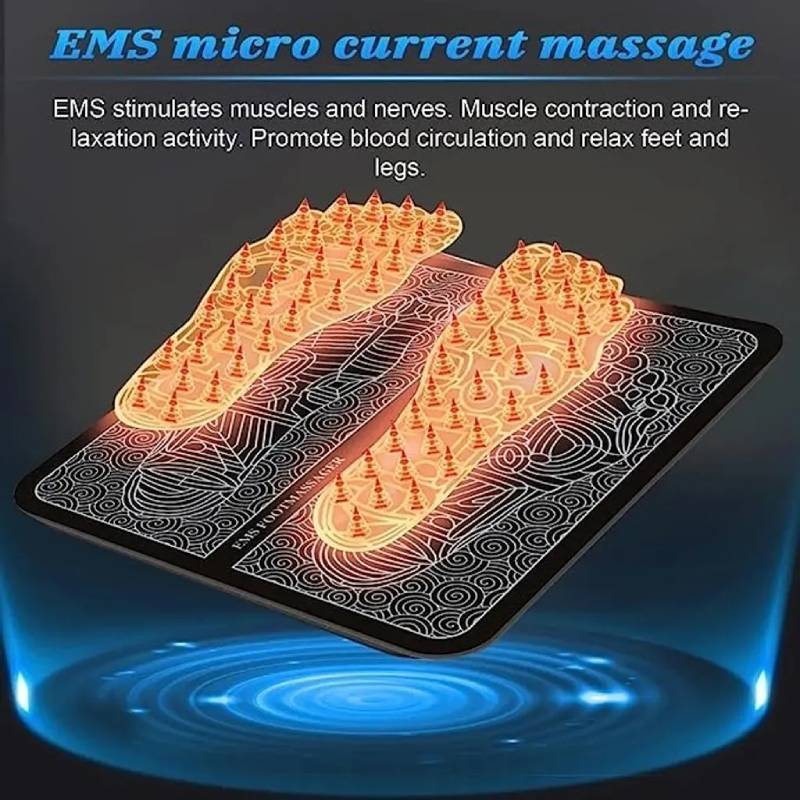 EMS micro current massage
EMS stimulates muscles and nerves. Muscle contraction and re-
laxation activity. Promote blood circulation and relax feet and
legs.
EMS FOOT MASSAGER